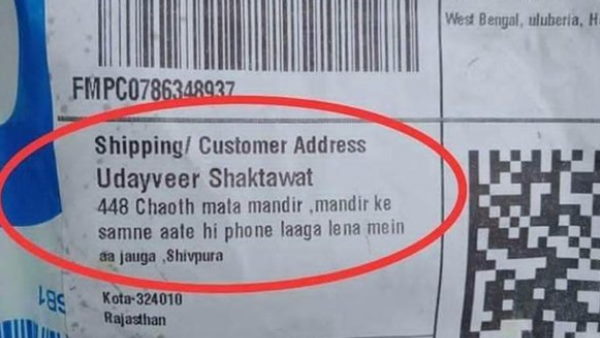 West Bengal, uluberia, H
FMPC0786348937
Shipping/ Customer Address
Udayveer Shaktawat
448 Chaoth mata mandir ,mandir ke
samne aate hi phone laaga lena mein
aa jauga ,Shivpura
Kota-324010
Rajasthan
SB1